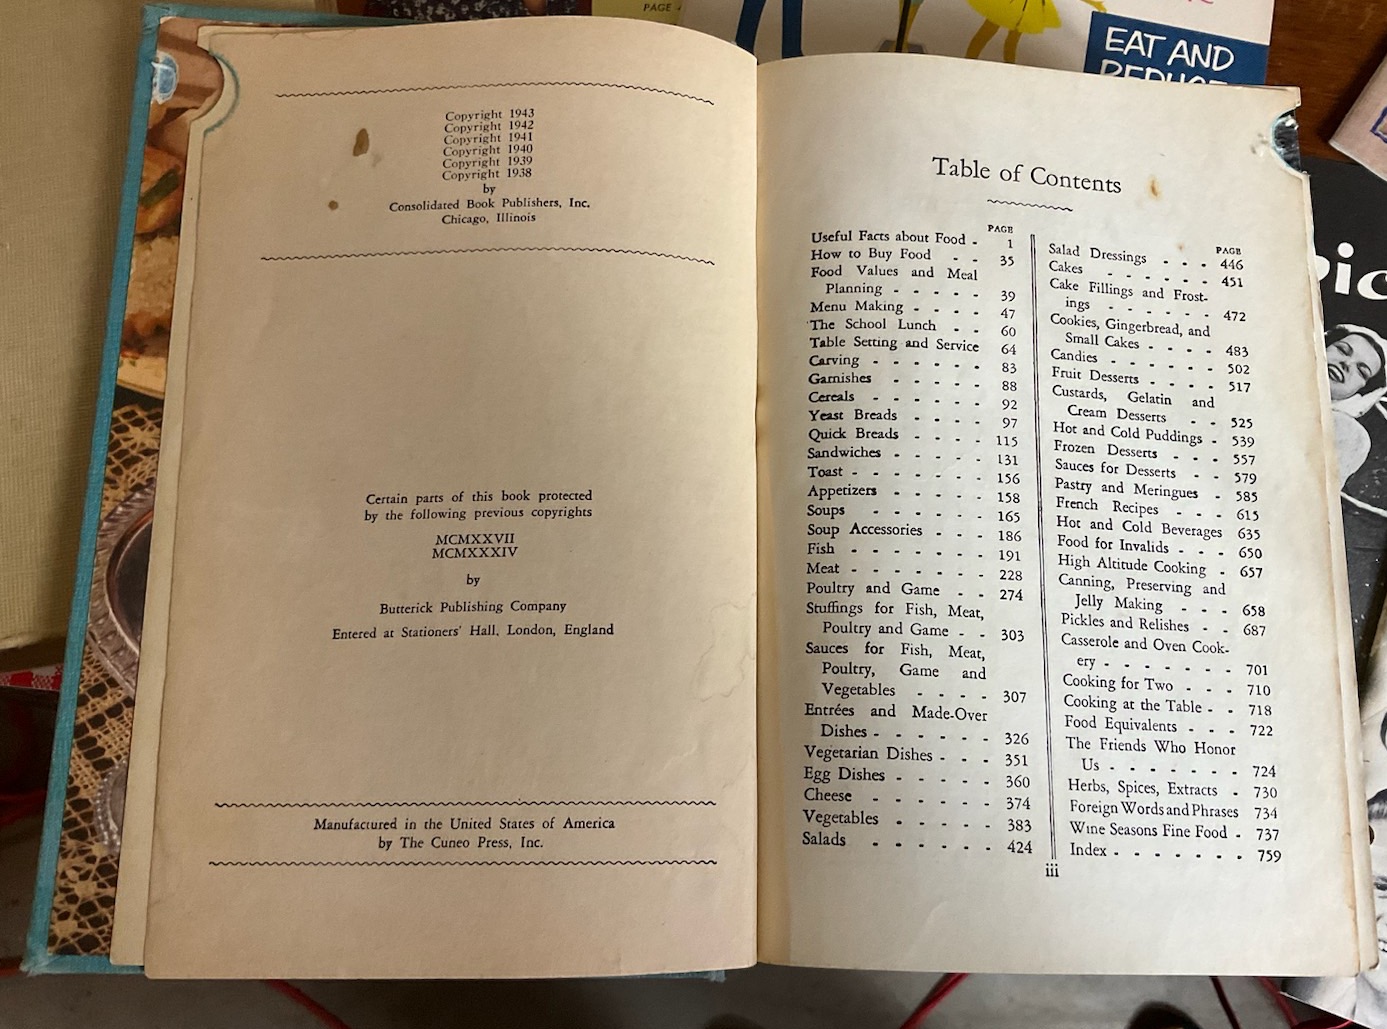 PAGE
EAT AND
REDUCE
Copyright 1943
Copyright 1942
Copyright 1941
Copyright 1940
Copyright 1939
Copyright 1938
by
Consolidated Book Publishers, Inc.
Chicago, Illinois
Certain parts of this book protected
by the following previous copyrights
MCMXXVII
MCMXXXIV
by
Butterick Publishing Company
Entered at Stationers' Hall, London, England
Manufactured in the United States of America
by The Cuneo Press, Inc.
Table of Contents
PAGE
Useful Facts about Food - 1
How to Buy Food - - 35
Food Values and Meal
Planning - - - - - 39
Menu Making - - - - 47
The School Lunch - - 60
Table Setting and Service 64
Carving - - - - - - 83
Garnishes - - - - - 88
Cereals - - - - - - 92
Yeast Breads - - - - 97
Quick Breads - - - - 115
Sandwiches - - - - - 131
Toast - - - - - - - 156
Appetizers - - - - - 158
Soups - - - - - - 165
Soup Accessories - - - 186
Fish - - - - - - - 191
Meat - - - - - - - 228
Poultry and Game - - 274
Stuffings for Fish, Meat,
Poultry and Game - - 303
Sauces for Fish, Meat,
Poultry, Game and
Vegetables - - - - 307
Entrées and Made-Over
Dishes - - - - - - 326
Vegetarian Dishes - - - 351
Egg Dishes - - - - - 360
Cheese - - - - - - 374
Vegetables - - - - - 383
Salads - - - - - - 424
PAGE
Salad Dressings - - - 446
Cakes - - - - - - 451
Cake Fillings and Frost-
ings - - - - - - 472
Cookies, Gingerbread, and
Small Cakes - - - - 483
Candies - - - - - - 502
Fruit Desserts - - - - 517
Custards, Gelatin and
Cream Desserts - - 525
Hot and Cold Puddings - 539
Frozen Desserts - - - 557
Sauces for Desserts - - 579
Pastry and Meringues - 585
French Recipes - - - 615
Hot and Cold Beverages 635
Food for Invalids - - - 650
High Altitude Cooking - 657
Canning, Preserving and
Jelly Making - - - 658
Pickles and Relishes - - 687
Casserole and Oven Cook-
ery - - - - - - - 701
Cooking for Two - - - 710
Cooking at the Table - - 718
Food Equivalents - - - 722
The Friends Who Honor
Us - - - - - - - 724
Herbs, Spices, Extracts - 730
Foreign Words and Phrases 734
Wine Seasons Fine Food - 737
Index - - - - - - - 759
iii